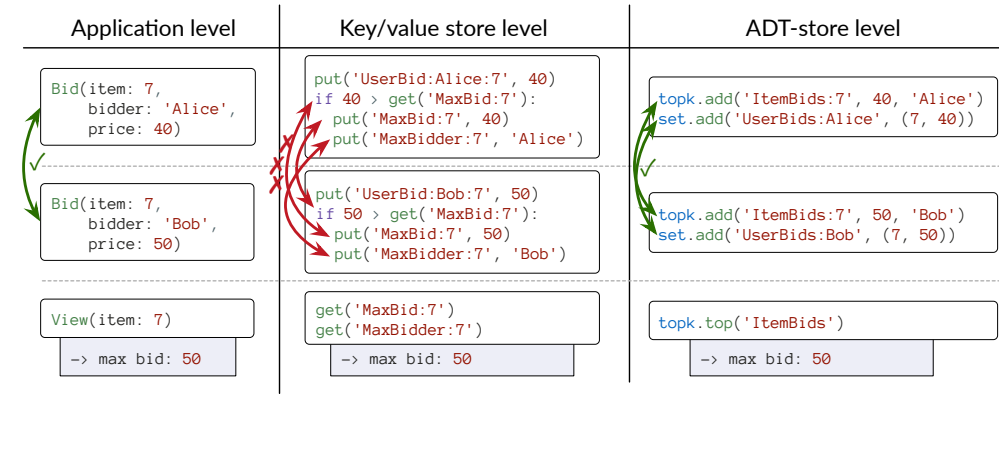 Application level
Key/value store level
ADT-store level
Bid(item: 7,
bidder: 'Alice',
price: 40)
put('UserBid:Alice:7', 40)
if 40 > get('MaxBid:7'):
put('MaxBid:7', 40)
put('MaxBidder:7', 'Alice')
topk.add('ItemBids:7', 40, 'Alice')
set.add('UserBids:Alice', (7, 40))
✓
✗
✗
✗
✓
Bid(item: 7,
bidder: 'Bob',
price: 50)
put('UserBid:Bob:7', 50)
if 50 > get('MaxBid:7'):
put('MaxBid:7', 50)
put('MaxBidder:7', 'Bob')
topk.add('ItemBids:7', 50, 'Bob')
set.add('UserBids:Bob', (7, 50))
View(item: 7)
-> max bid: 50
get('MaxBid:7')
get('MaxBidder:7')
-> max bid: 50
topk.top('ItemBids')
-> max bid: 50